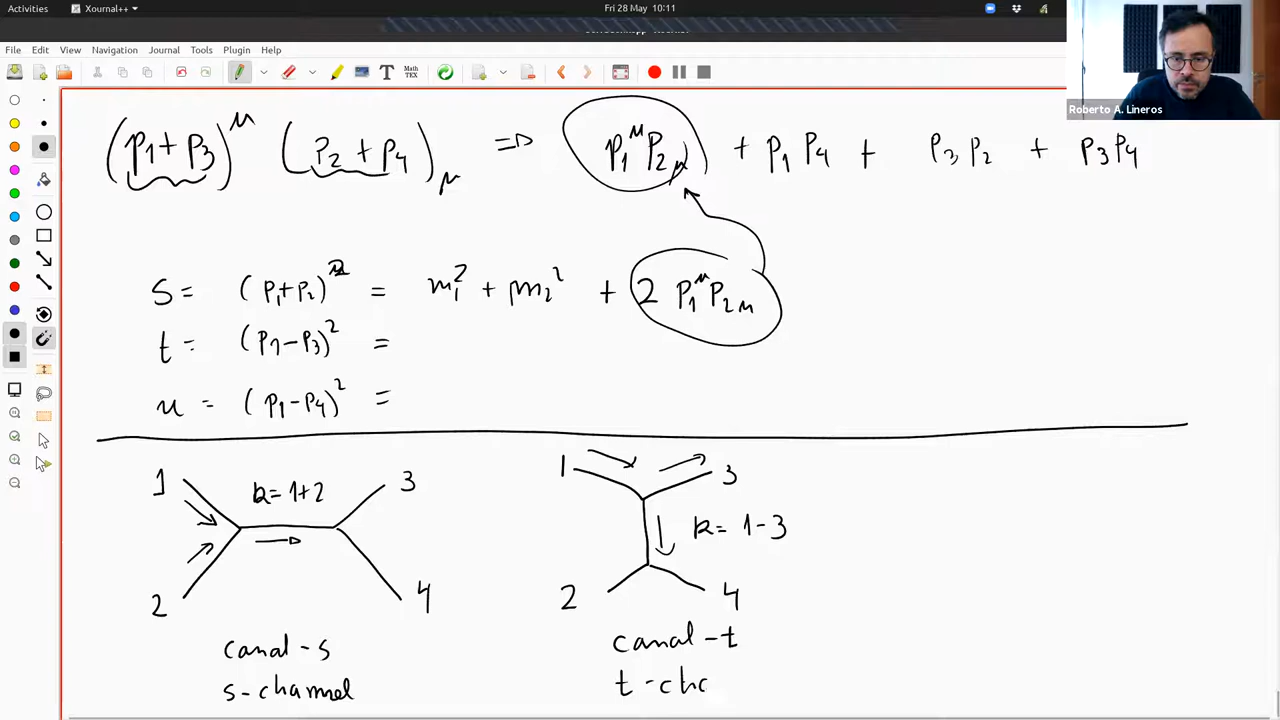 Activities Xournal++ Fri 28 May 10:11
File Edit View Navigation Journal Tools Plugin Help
Roberto A. Lineros
(p1+p3)^μ (p2+p4)_μ ⇒ p1^μ p2μ) + p1 p4 + p3 p2 + p3 p4
s = (p1+p2)^2 = m1^2 + m2^2 + 2 p1^μ p2μ
t = (p1-p3)^2 =
u = (p1-p4)^2 =
1 k=1+2 3
2 4
canal-s
s-channel
1 3
k= 1-3
2 4
canal-t
t-cha